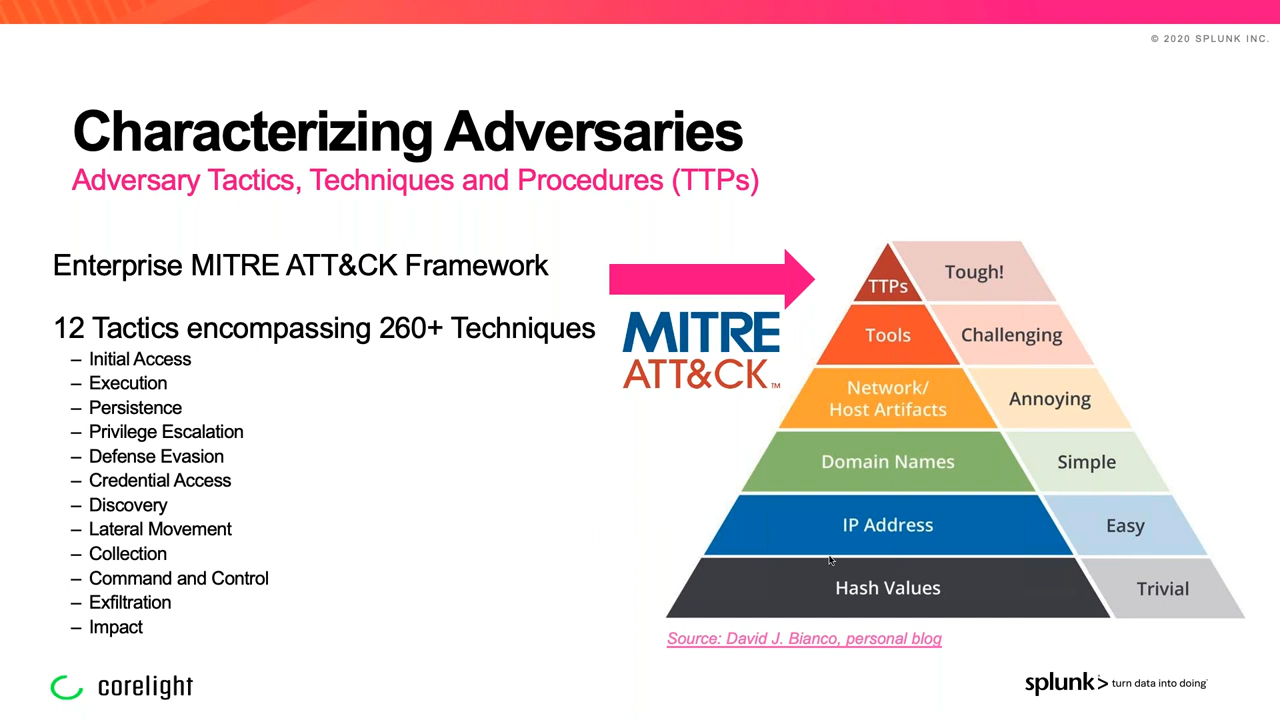 © 2020 SPLUNK INC.
Characterizing Adversaries
Adversary Tactics, Techniques and Procedures (TTPs)
Enterprise MITRE ATT&CK Framework
12 Tactics encompassing 260+ Techniques
– Initial Access
– Execution
– Persistence
– Privilege Escalation
– Defense Evasion
– Credential Access
– Discovery
– Lateral Movement
– Collection
– Command and Control
– Exfiltration
– Impact
MITRE
ATT&CK™
TTPs
Tough!
Tools
Challenging
Network/
Host Artifacts
Annoying
Domain Names
Simple
IP Address
Easy
Hash Values
Trivial
Source: David J. Bianco, personal blog
corelight
splunk> turn data into doing®